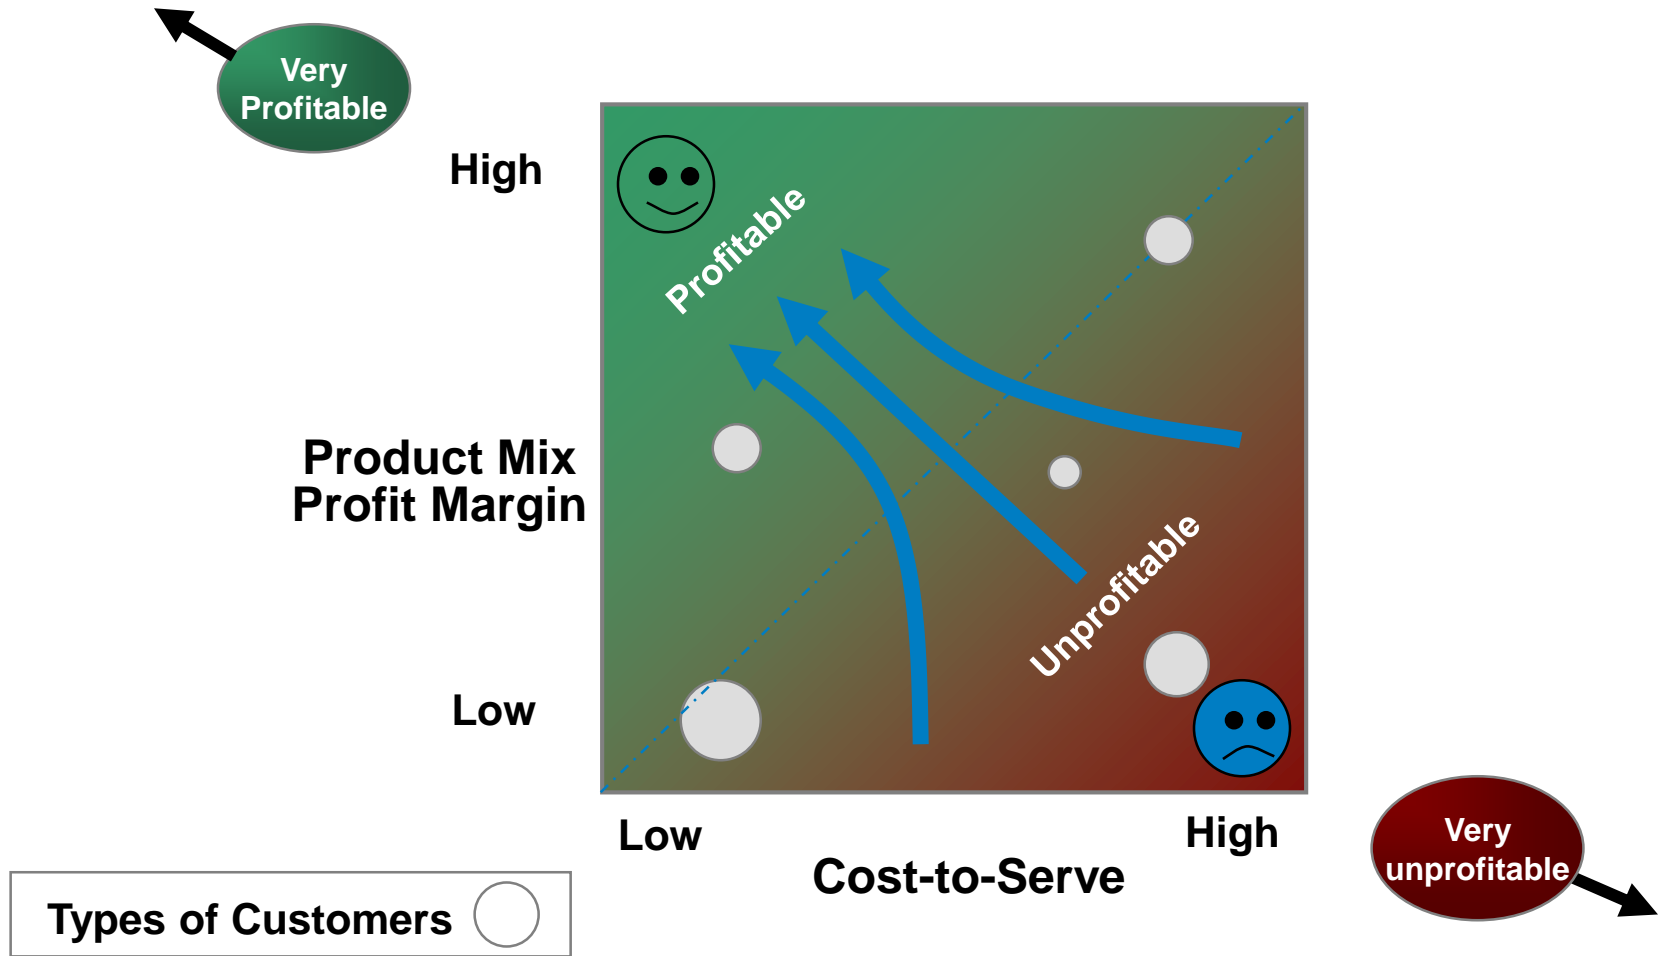 Very
Profitable
High
Profitable
Product Mix
Profit Margin
Unprofitable
Low
Low
High
Cost-to-Serve
Very
unprofitable
Types of Customers